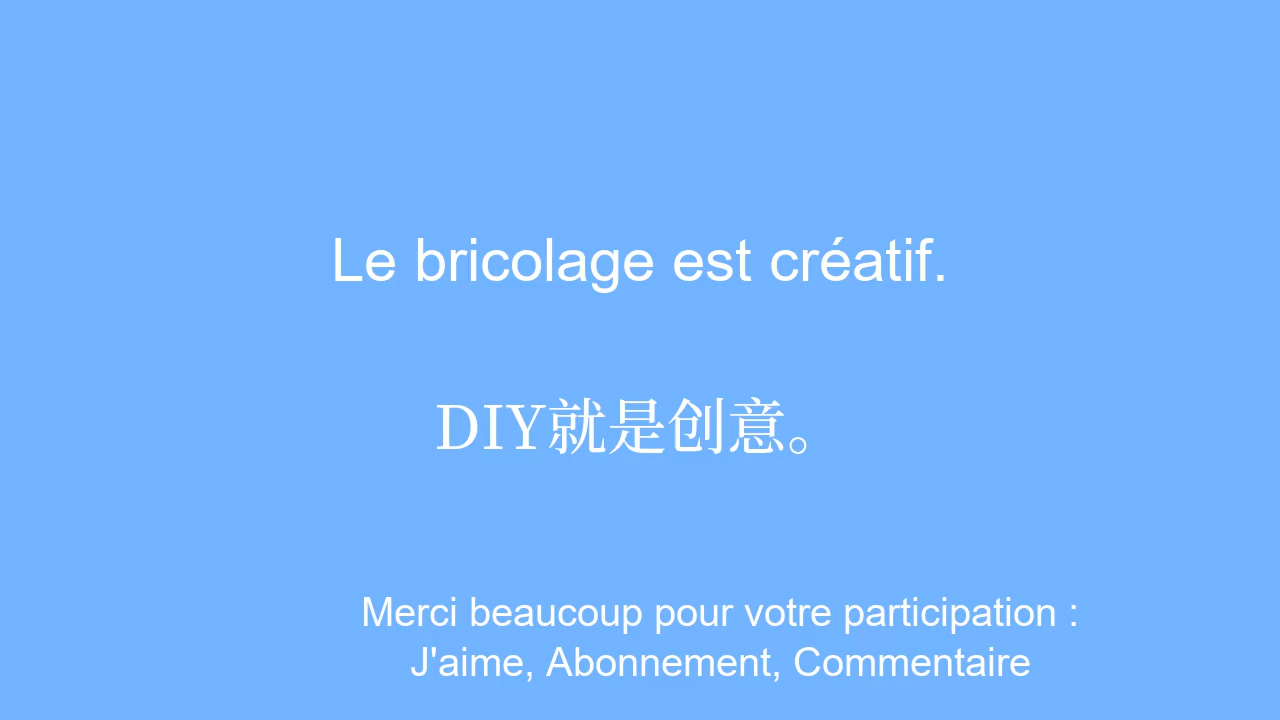 Le bricolage est créatif.
DIY就是创意。
Merci beaucoup pour votre participation :
J'aime, Abonnement, Commentaire